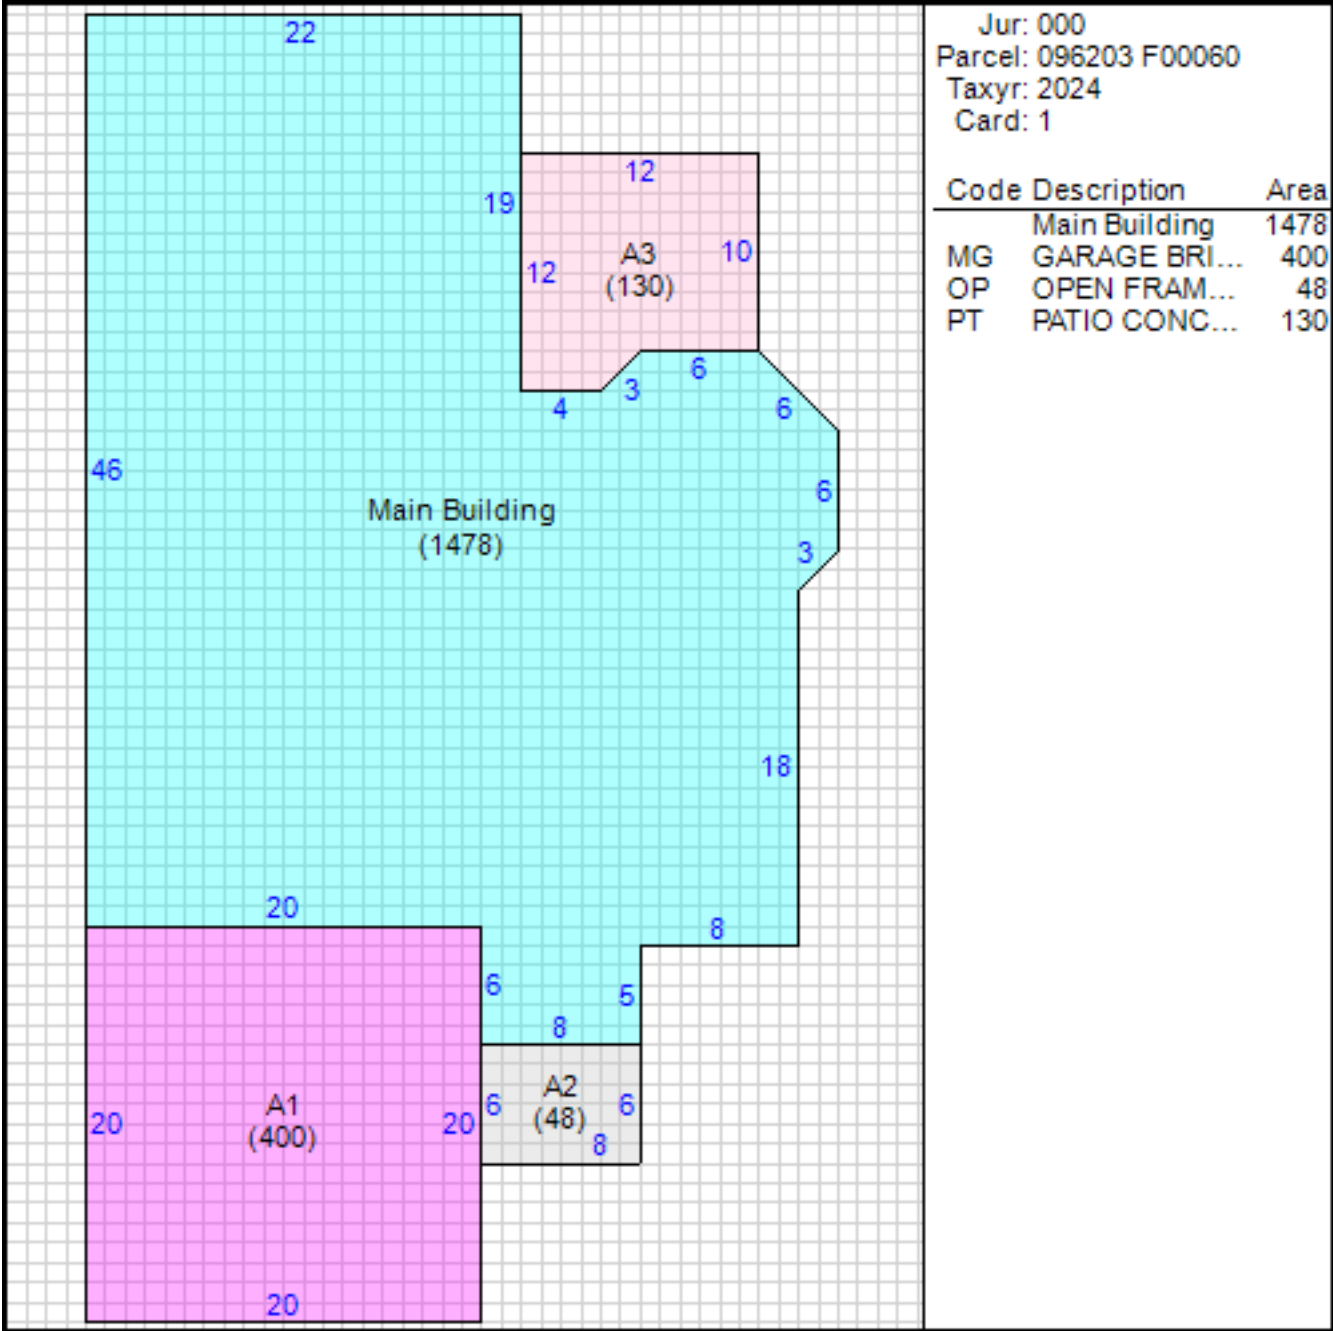 22
Jur: 000
Parcel: 096203 F00060
Taxyr: 2024
Card: 1
Code Description Area
Main Building 1478
MG GARAGE BRI... 400
OP OPEN FRAM... 48
PT PATIO CONC... 130
12
19
10
A3
(130)
12
6
3
4
6
46
6
Main Building
(1478)
3
18
20
8
6
5
8
A2
(48)
6
6
8
A1
(400)
20
20
20